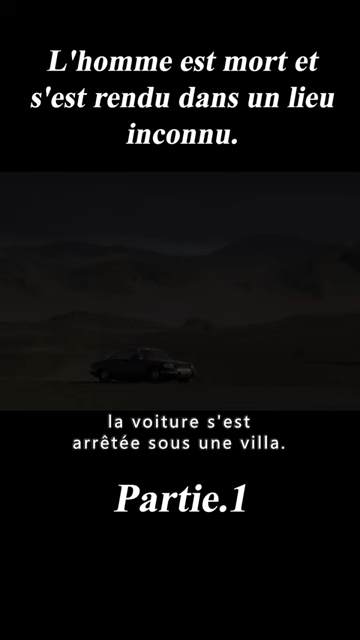 L'homme est mort et
s'est rendu dans un lieu
inconnu.
la voiture s'est
arrêtée sous une villa.
Partie.1